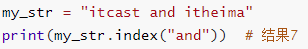 my_str = "itcast and itheima"
print(my_str.index("and"))  # 结果7